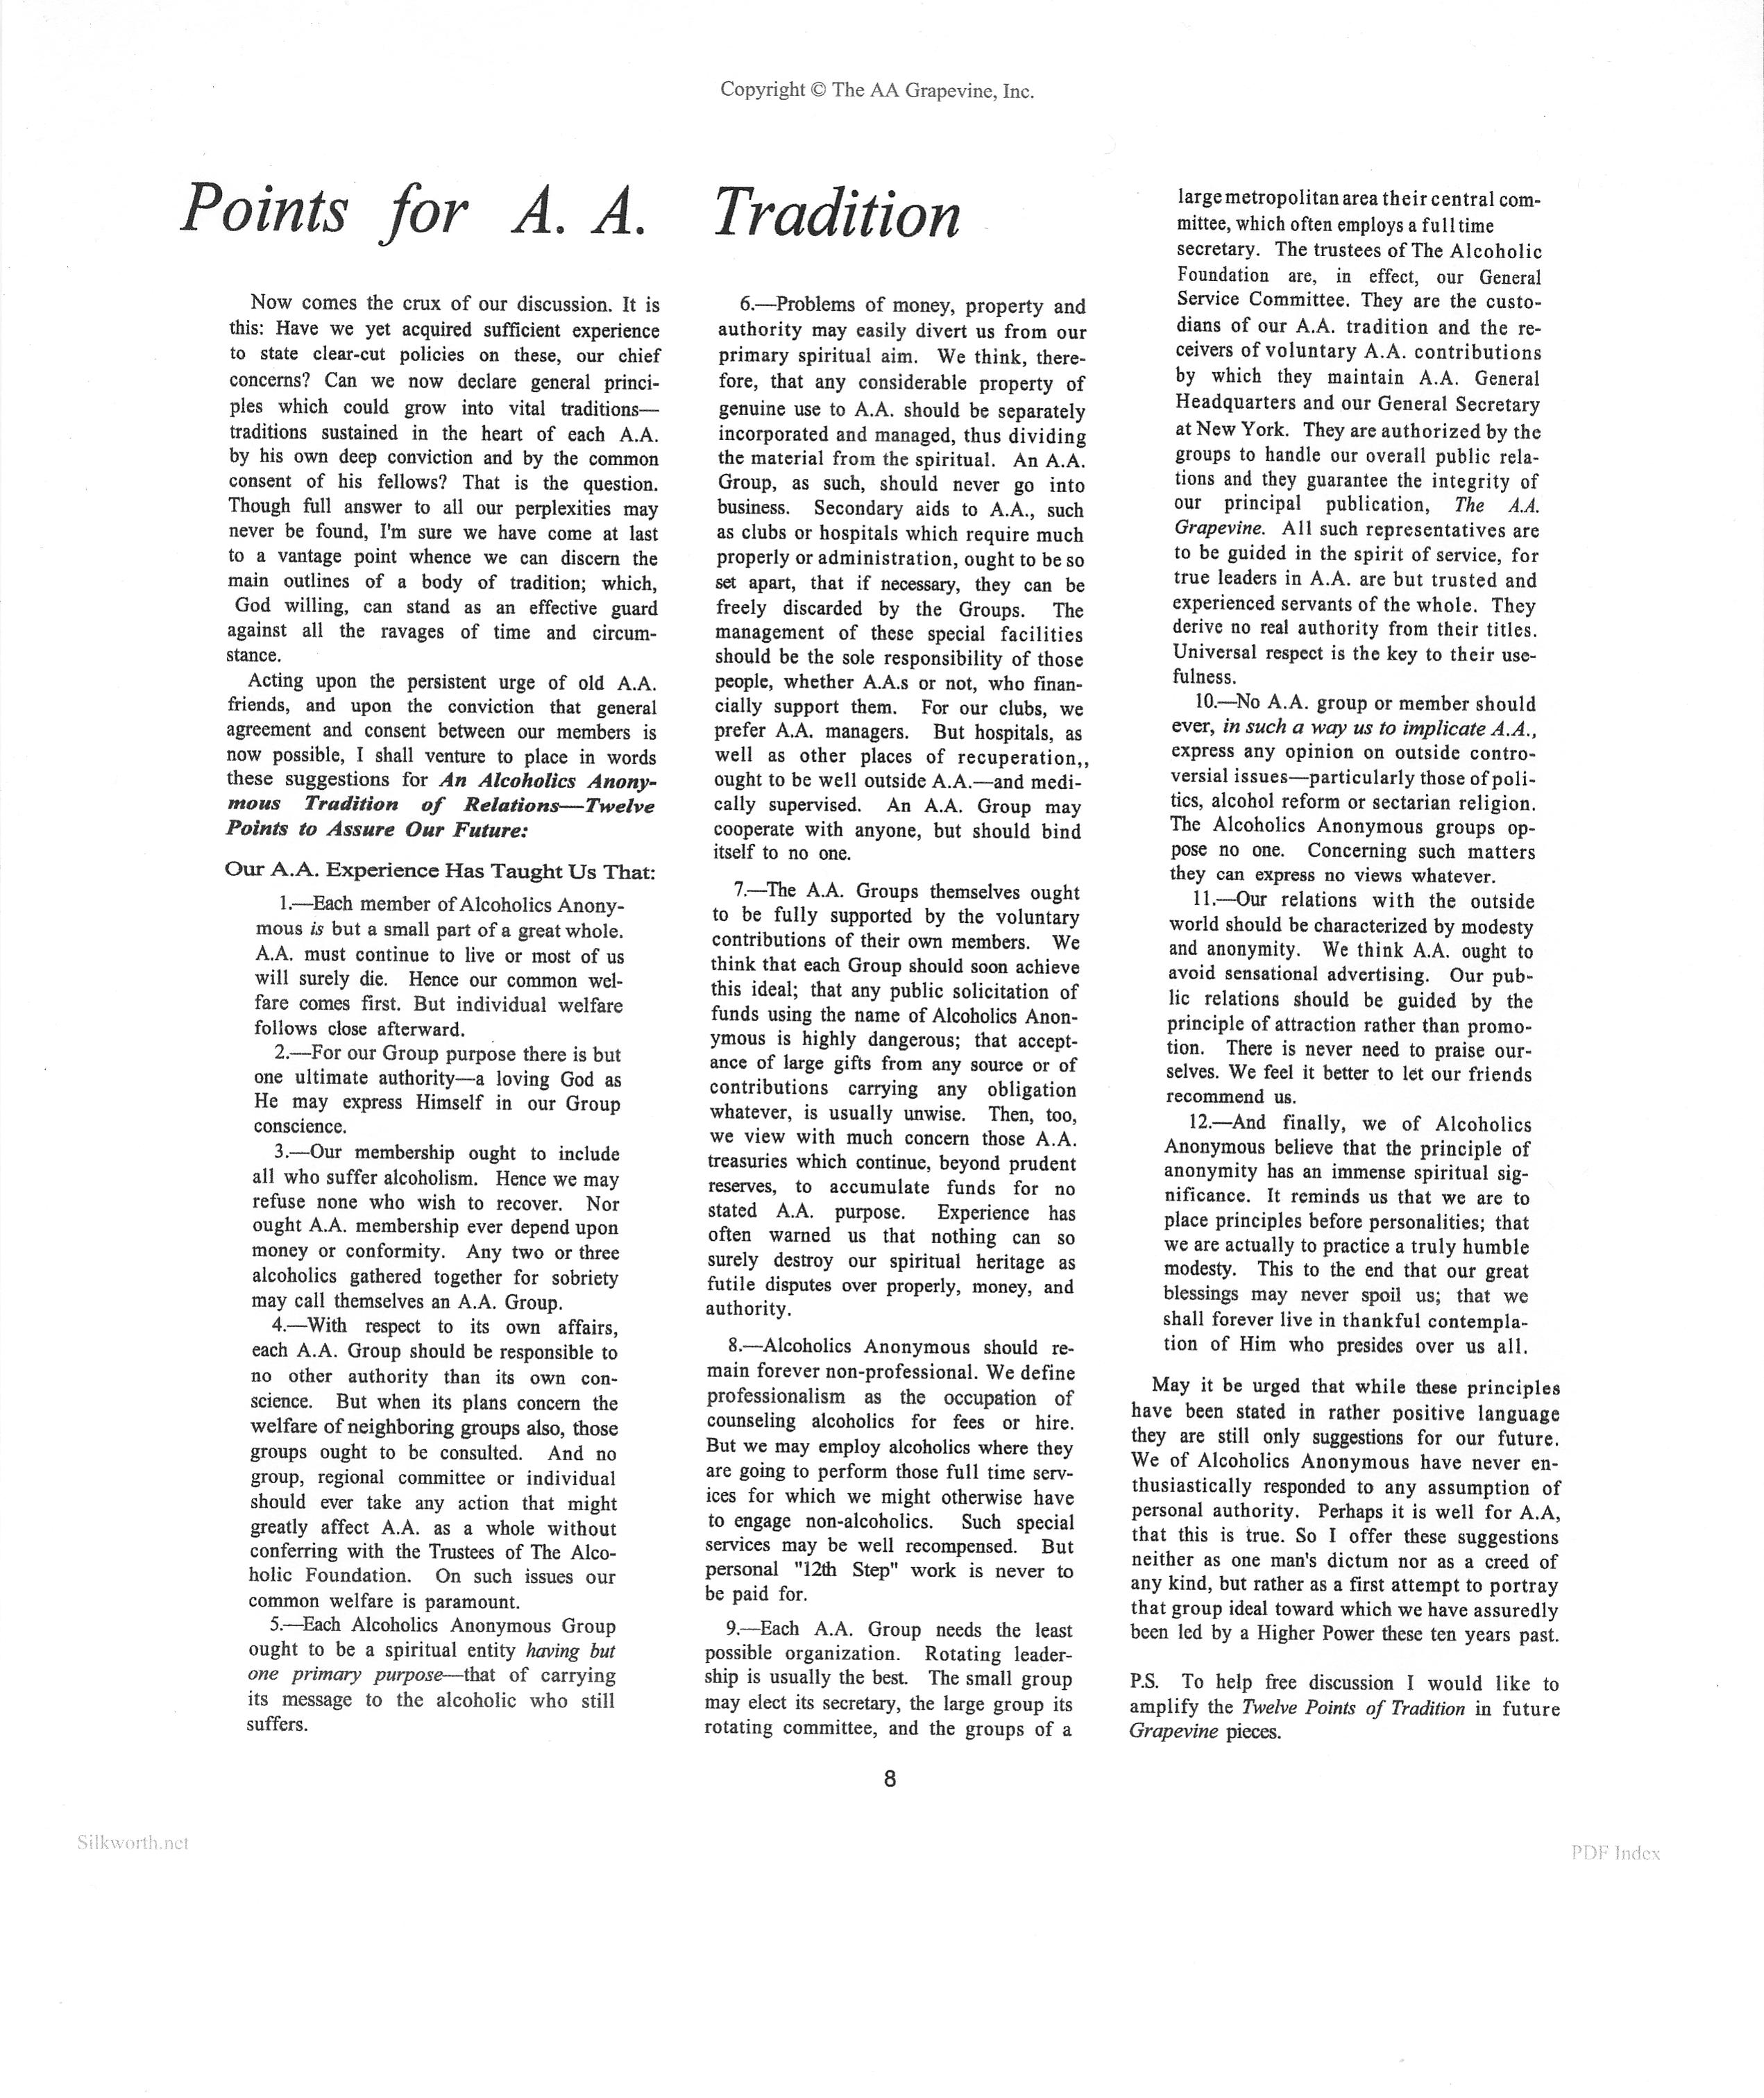 Copyright © The AA Grapevine, Inc.
Points for A. A. Tradition
Now comes the crux of our discussion. It is
this: Have we yet acquired sufficient experience
to state clear-cut policies on these, our chief
concerns? Can we now declare general princi-
ples which could grow into vital traditions—
traditions sustained in the heart of each A.A.
by his own deep conviction and by the common
consent of his fellows? That is the question.
Though full answer to all our perplexities may
never be found, I'm sure we have come at last
to a vantage point whence we can discern the
main outlines of a body of tradition; which,
God willing, can stand as an effective guard
against all the ravages of time and circum-
stance.
Acting upon the persistent urge of old A.A.
friends, and upon the conviction that general
agreement and consent between our members is
now possible, I shall venture to place in words
these suggestions for An Alcoholics Anony-
mous Tradition of Relations—Twelve
Points to Assure Our Future:
Our A.A. Experience Has Taught Us That:
1.—Each member of Alcoholics Anony-
mous is but a small part of a great whole.
A.A. must continue to live or most of us
will surely die. Hence our common wel-
fare comes first. But individual welfare
follows close afterward.
2.—For our Group purpose there is but
one ultimate authority—a loving God as
He may express Himself in our Group
conscience.
3.—Our membership ought to include
all who suffer alcoholism. Hence we may
refuse none who wish to recover. Nor
ought A.A. membership ever depend upon
money or conformity. Any two or three
alcoholics gathered together for sobriety
may call themselves an A.A. Group.
4.—With respect to its own affairs,
each A.A. Group should be responsible to
no other authority than its own con-
science. But when its plans concern the
welfare of neighboring groups also, those
groups ought to be consulted. And no
group, regional committee or individual
should ever take any action that might
greatly affect A.A. as a whole without
conferring with the Trustees of The Alco-
holic Foundation. On such issues our
common welfare is paramount.
5.—Each Alcoholics Anonymous Group
ought to be a spiritual entity having but
one primary purpose—that of carrying
its message to the alcoholic who still
suffers.
6.—Problems of money, property and
authority may easily divert us from our
primary spiritual aim. We think, there-
fore, that any considerable property of
genuine use to A.A. should be separately
incorporated and managed, thus dividing
the material from the spiritual. An A.A.
Group, as such, should never go into
business. Secondary aids to A.A., such
as clubs or hospitals which require much
properly or administration, ought to be so
set apart, that if necessary, they can be
freely discarded by the Groups. The
management of these special facilities
should be the sole responsibility of those
people, whether A.A.s or not, who finan-
cially support them. For our clubs, we
prefer A.A. managers. But hospitals, as
well as other places of recuperation,,
ought to be well outside A.A.—and medi-
cally supervised. An A.A. Group may
cooperate with anyone, but should bind
itself to no one.
7.—The A.A. Groups themselves ought
to be fully supported by the voluntary
contributions of their own members. We
think that each Group should soon achieve
this ideal; that any public solicitation of
funds using the name of Alcoholics Anon-
ymous is highly dangerous; that accept-
ance of large gifts from any source or of
contributions carrying any obligation
whatever, is usually unwise. Then, too,
we view with much concern those A.A.
treasuries which continue, beyond prudent
reserves, to accumulate funds for no
stated A.A. purpose. Experience has
often warned us that nothing can so
surely destroy our spiritual heritage as
futile disputes over properly, money, and
authority.
8.—Alcoholics Anonymous should re-
main forever non-professional. We define
professionalism as the occupation of
counseling alcoholics for fees or hire.
But we may employ alcoholics where they
are going to perform those full time serv-
ices for which we might otherwise have
to engage non-alcoholics. Such special
services may be well recompensed. But
personal "12th Step" work is never to
be paid for.
9.—Each A.A. Group needs the least
possible organization. Rotating leader-
ship is usually the best. The small group
may elect its secretary, the large group its
rotating committee, and the groups of a
large metropolitan area their central com-
mittee, which often employs a full time
secretary. The trustees of The Alcoholic
Foundation are, in effect, our General
Service Committee. They are the custo-
dians of our A.A. tradition and the re-
ceivers of voluntary A.A. contributions
by which they maintain A.A. General
Headquarters and our General Secretary
at New York. They are authorized by the
groups to handle our overall public rela-
tions and they guarantee the integrity of
our principal publication, The A.A.
Grapevine. All such representatives are
to be guided in the spirit of service, for
true leaders in A.A. are but trusted and
experienced servants of the whole. They
derive no real authority from their titles.
Universal respect is the key to their use-
fulness.
10.—No A.A. group or member should
ever, in such a way us to implicate A.A.,
express any opinion on outside contro-
versial issues—particularly those of poli-
tics, alcohol reform or sectarian religion.
The Alcoholics Anonymous groups op-
pose no one. Concerning such matters
they can express no views whatever.
11.—Our relations with the outside
world should be characterized by modesty
and anonymity. We think A.A. ought to
avoid sensational advertising. Our pub-
lic relations should be guided by the
principle of attraction rather than promo-
tion. There is never need to praise our-
selves. We feel it better to let our friends
recommend us.
12.—And finally, we of Alcoholics
Anonymous believe that the principle of
anonymity has an immense spiritual sig-
nificance. It reminds us that we are to
place principles before personalities; that
we are actually to practice a truly humble
modesty. This to the end that our great
blessings may never spoil us; that we
shall forever live in thankful contempla-
tion of Him who presides over us all.
May it be urged that while these principles
have been stated in rather positive language
they are still only suggestions for our future.
We of Alcoholics Anonymous have never en-
thusiastically responded to any assumption of
personal authority. Perhaps it is well for A.A,
that this is true. So I offer these suggestions
neither as one man's dictum nor as a creed of
any kind, but rather as a first attempt to portray
that group ideal toward which we have assuredly
been led by a Higher Power these ten years past.
P.S. To help free discussion I would like to
amplify the Twelve Points of Tradition in future
Grapevine pieces.
8
Silkworth.net
PDF Index